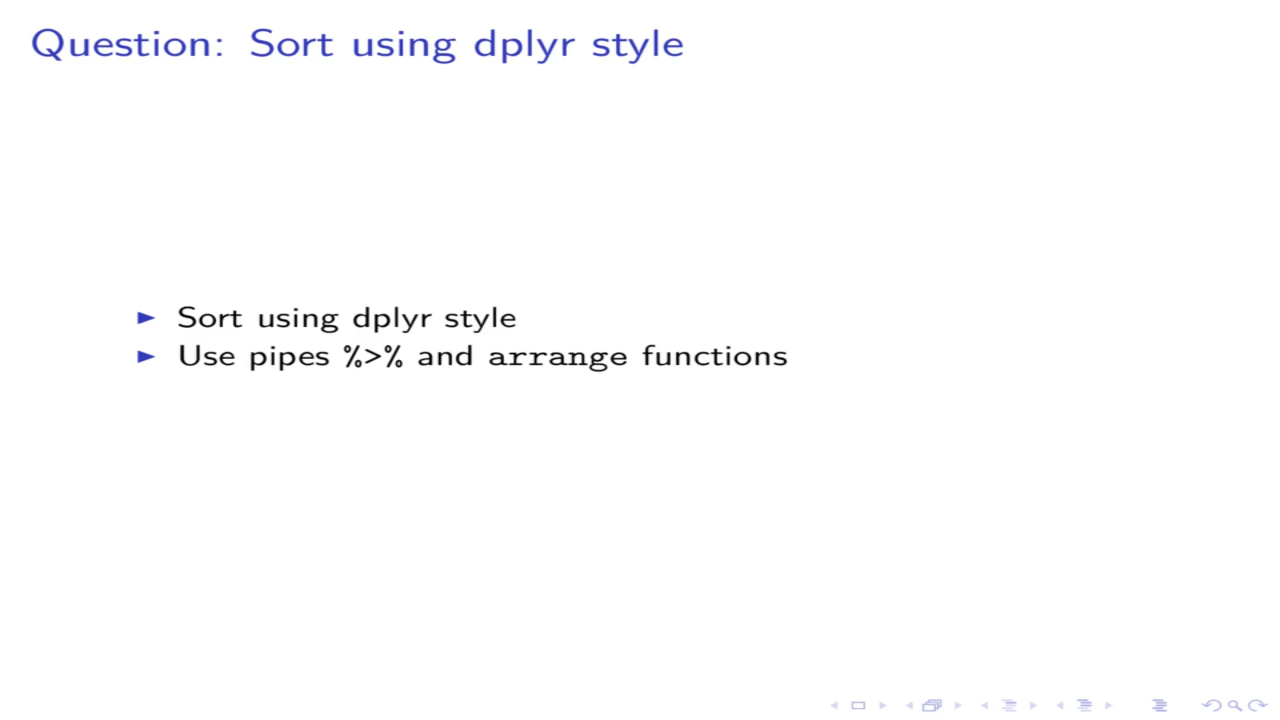 Question: Sort using dplyr style
Sort using dplyr style
Use pipes %>% and arrange functions